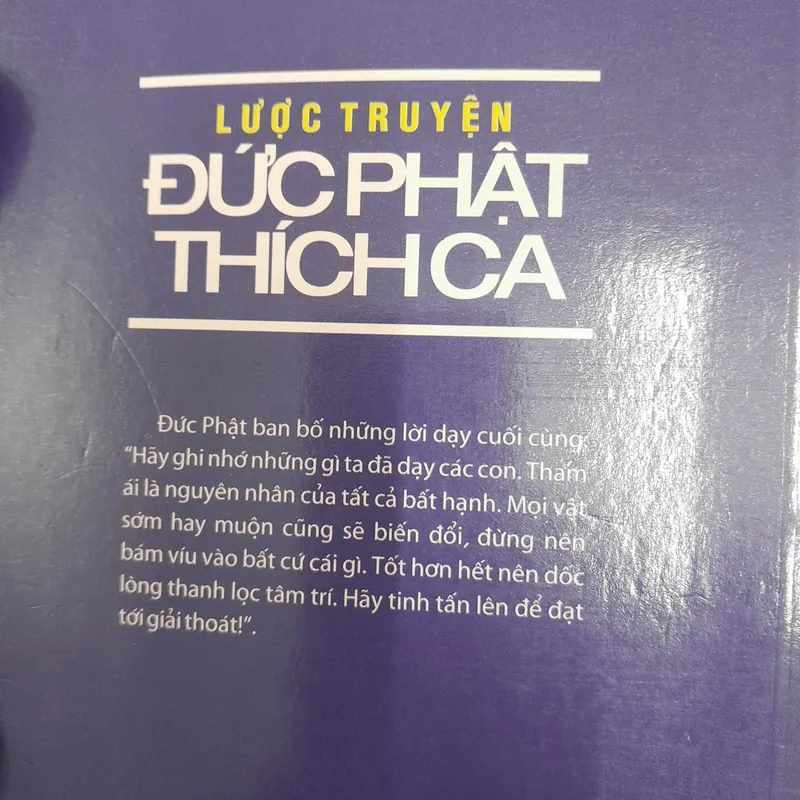 LƯỢC TRUYỆN
ĐỨC PHẬT
THÍCH CA
Đức Phật ban bố những lời dạy cuối cùng:
"Hãy ghi nhớ những gì ta đã dạy các con. Tham
ái là nguyên nhân của tất cả bất hạnh. Mọi vật
sớm hay muộn cũng sẽ biến đổi, đừng nên
bám víu vào bất cứ cái gì. Tốt hơn hết nên dốc
lòng thanh lọc tâm trí. Hãy tinh tấn lên để đạt
tới giải thoát!".